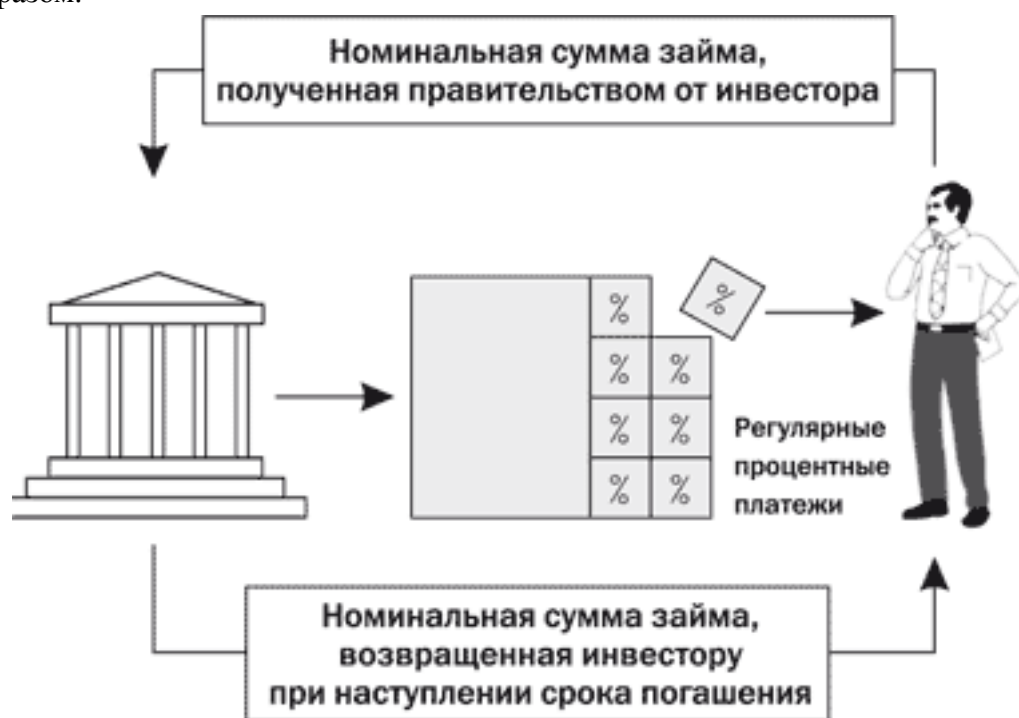 разом:
Номинальная сумма займа,
полученная правительством от инвестора
%
%
% %
% %
% %
Регулярные
процентные
платежи
Номинальная сумма займа,
возвращенная инвестору
при наступлении срока погашения